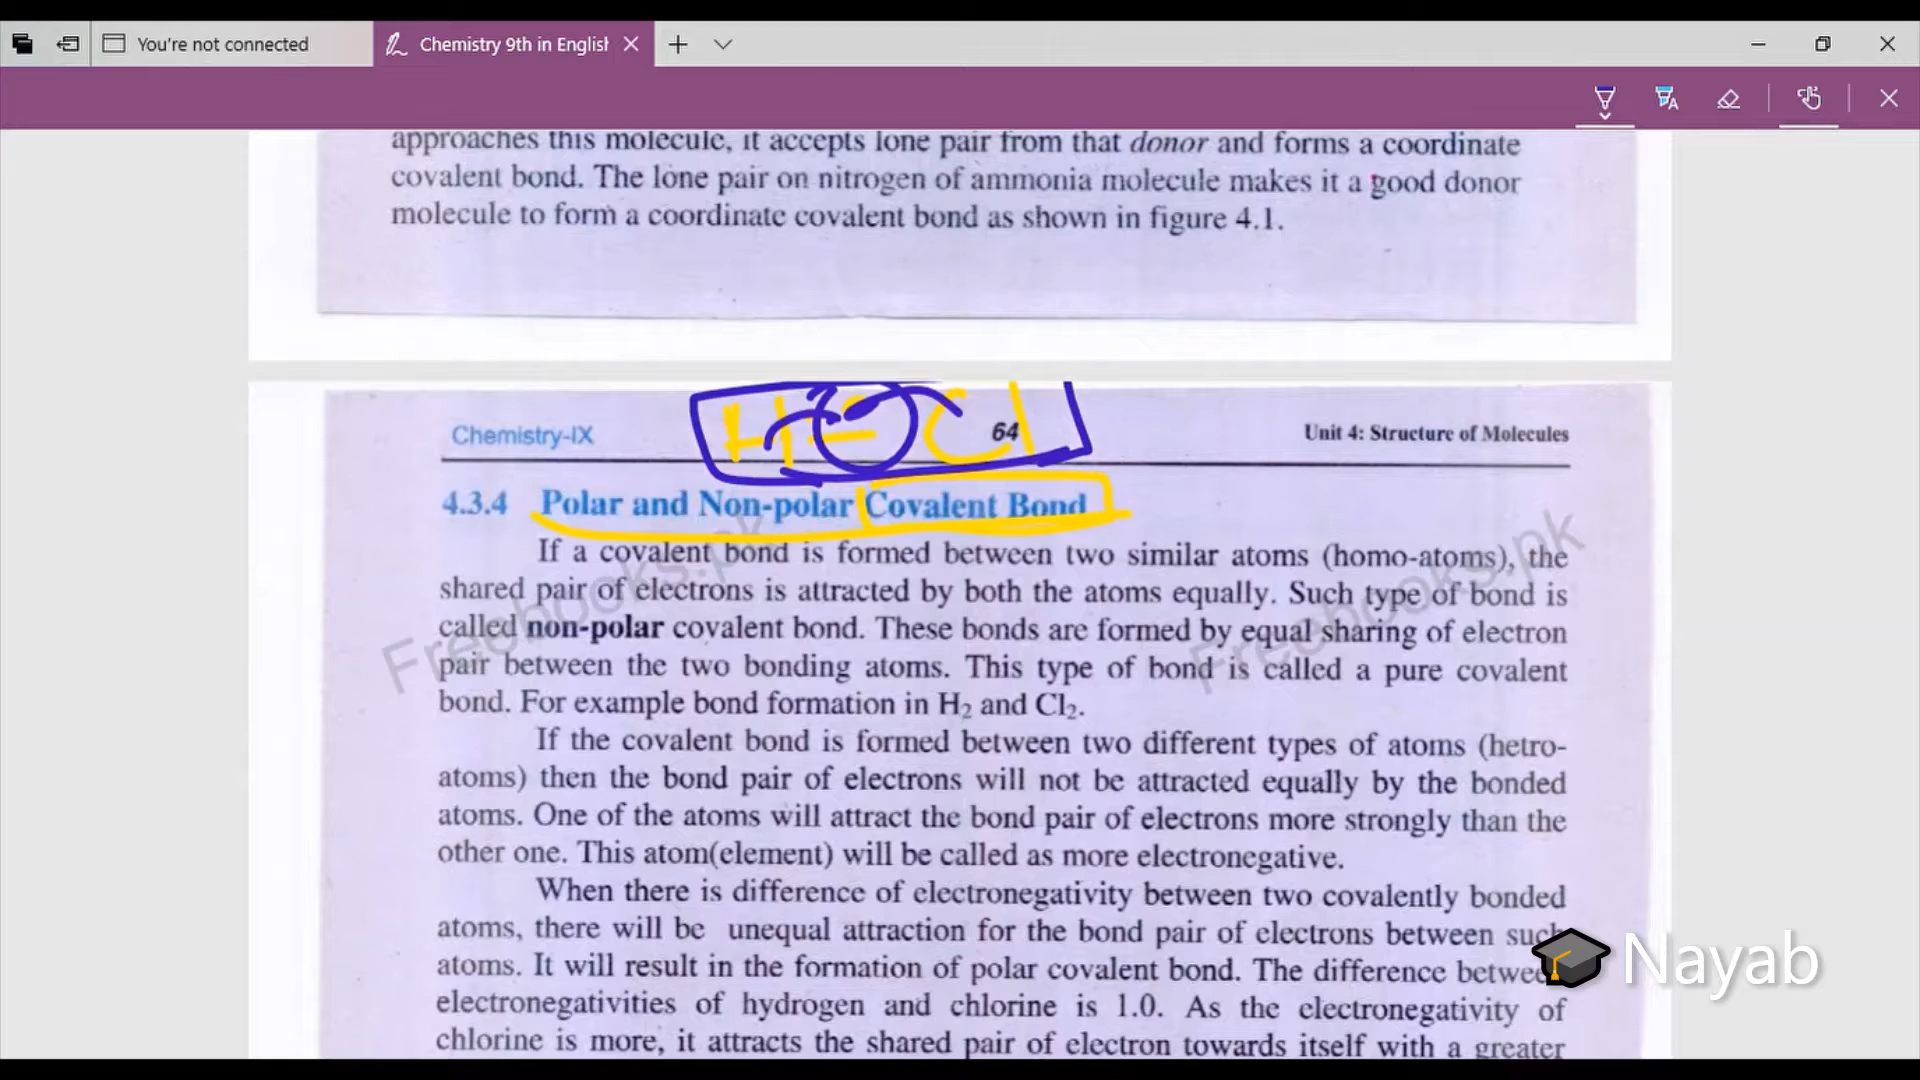 You're not connected
Chemistry 9th in English
approaches this molecule, it accepts lone pair from that donor and forms a coordinate
covalent bond. The lone pair on nitrogen of ammonia molecule makes it a good donor
molecule to form a coordinate covalent bond as shown in figure 4.1.
H Cl
Chemistry-IX 64 Unit 4: Structure of Molecules
4.3.4 Polar and Non-polar Covalent Bond
If a covalent bond is formed between two similar atoms (homo-atoms), the
shared pair of electrons is attracted by both the atoms equally. Such type of bond is
called non-polar covalent bond. These bonds are formed by equal sharing of electron
pair between the two bonding atoms. This type of bond is called a pure covalent
bond. For example bond formation in H₂ and Cl₂.
If the covalent bond is formed between two different types of atoms (hetro-
atoms) then the bond pair of electrons will not be attracted equally by the bonded
atoms. One of the atoms will attract the bond pair of electrons more strongly than the
other one. This atom(element) will be called as more electronegative.
When there is difference of electronegativity between two covalently bonded
atoms, there will be unequal attraction for the bond pair of electrons between such
atoms. It will result in the formation of polar covalent bond. The difference between
electronegativities of hydrogen and chlorine is 1.0. As the electronegativity of
chlorine is more, it attracts the shared pair of electron towards itself with a greater
Freebooks.pk
Freebooks.pk
Nayab